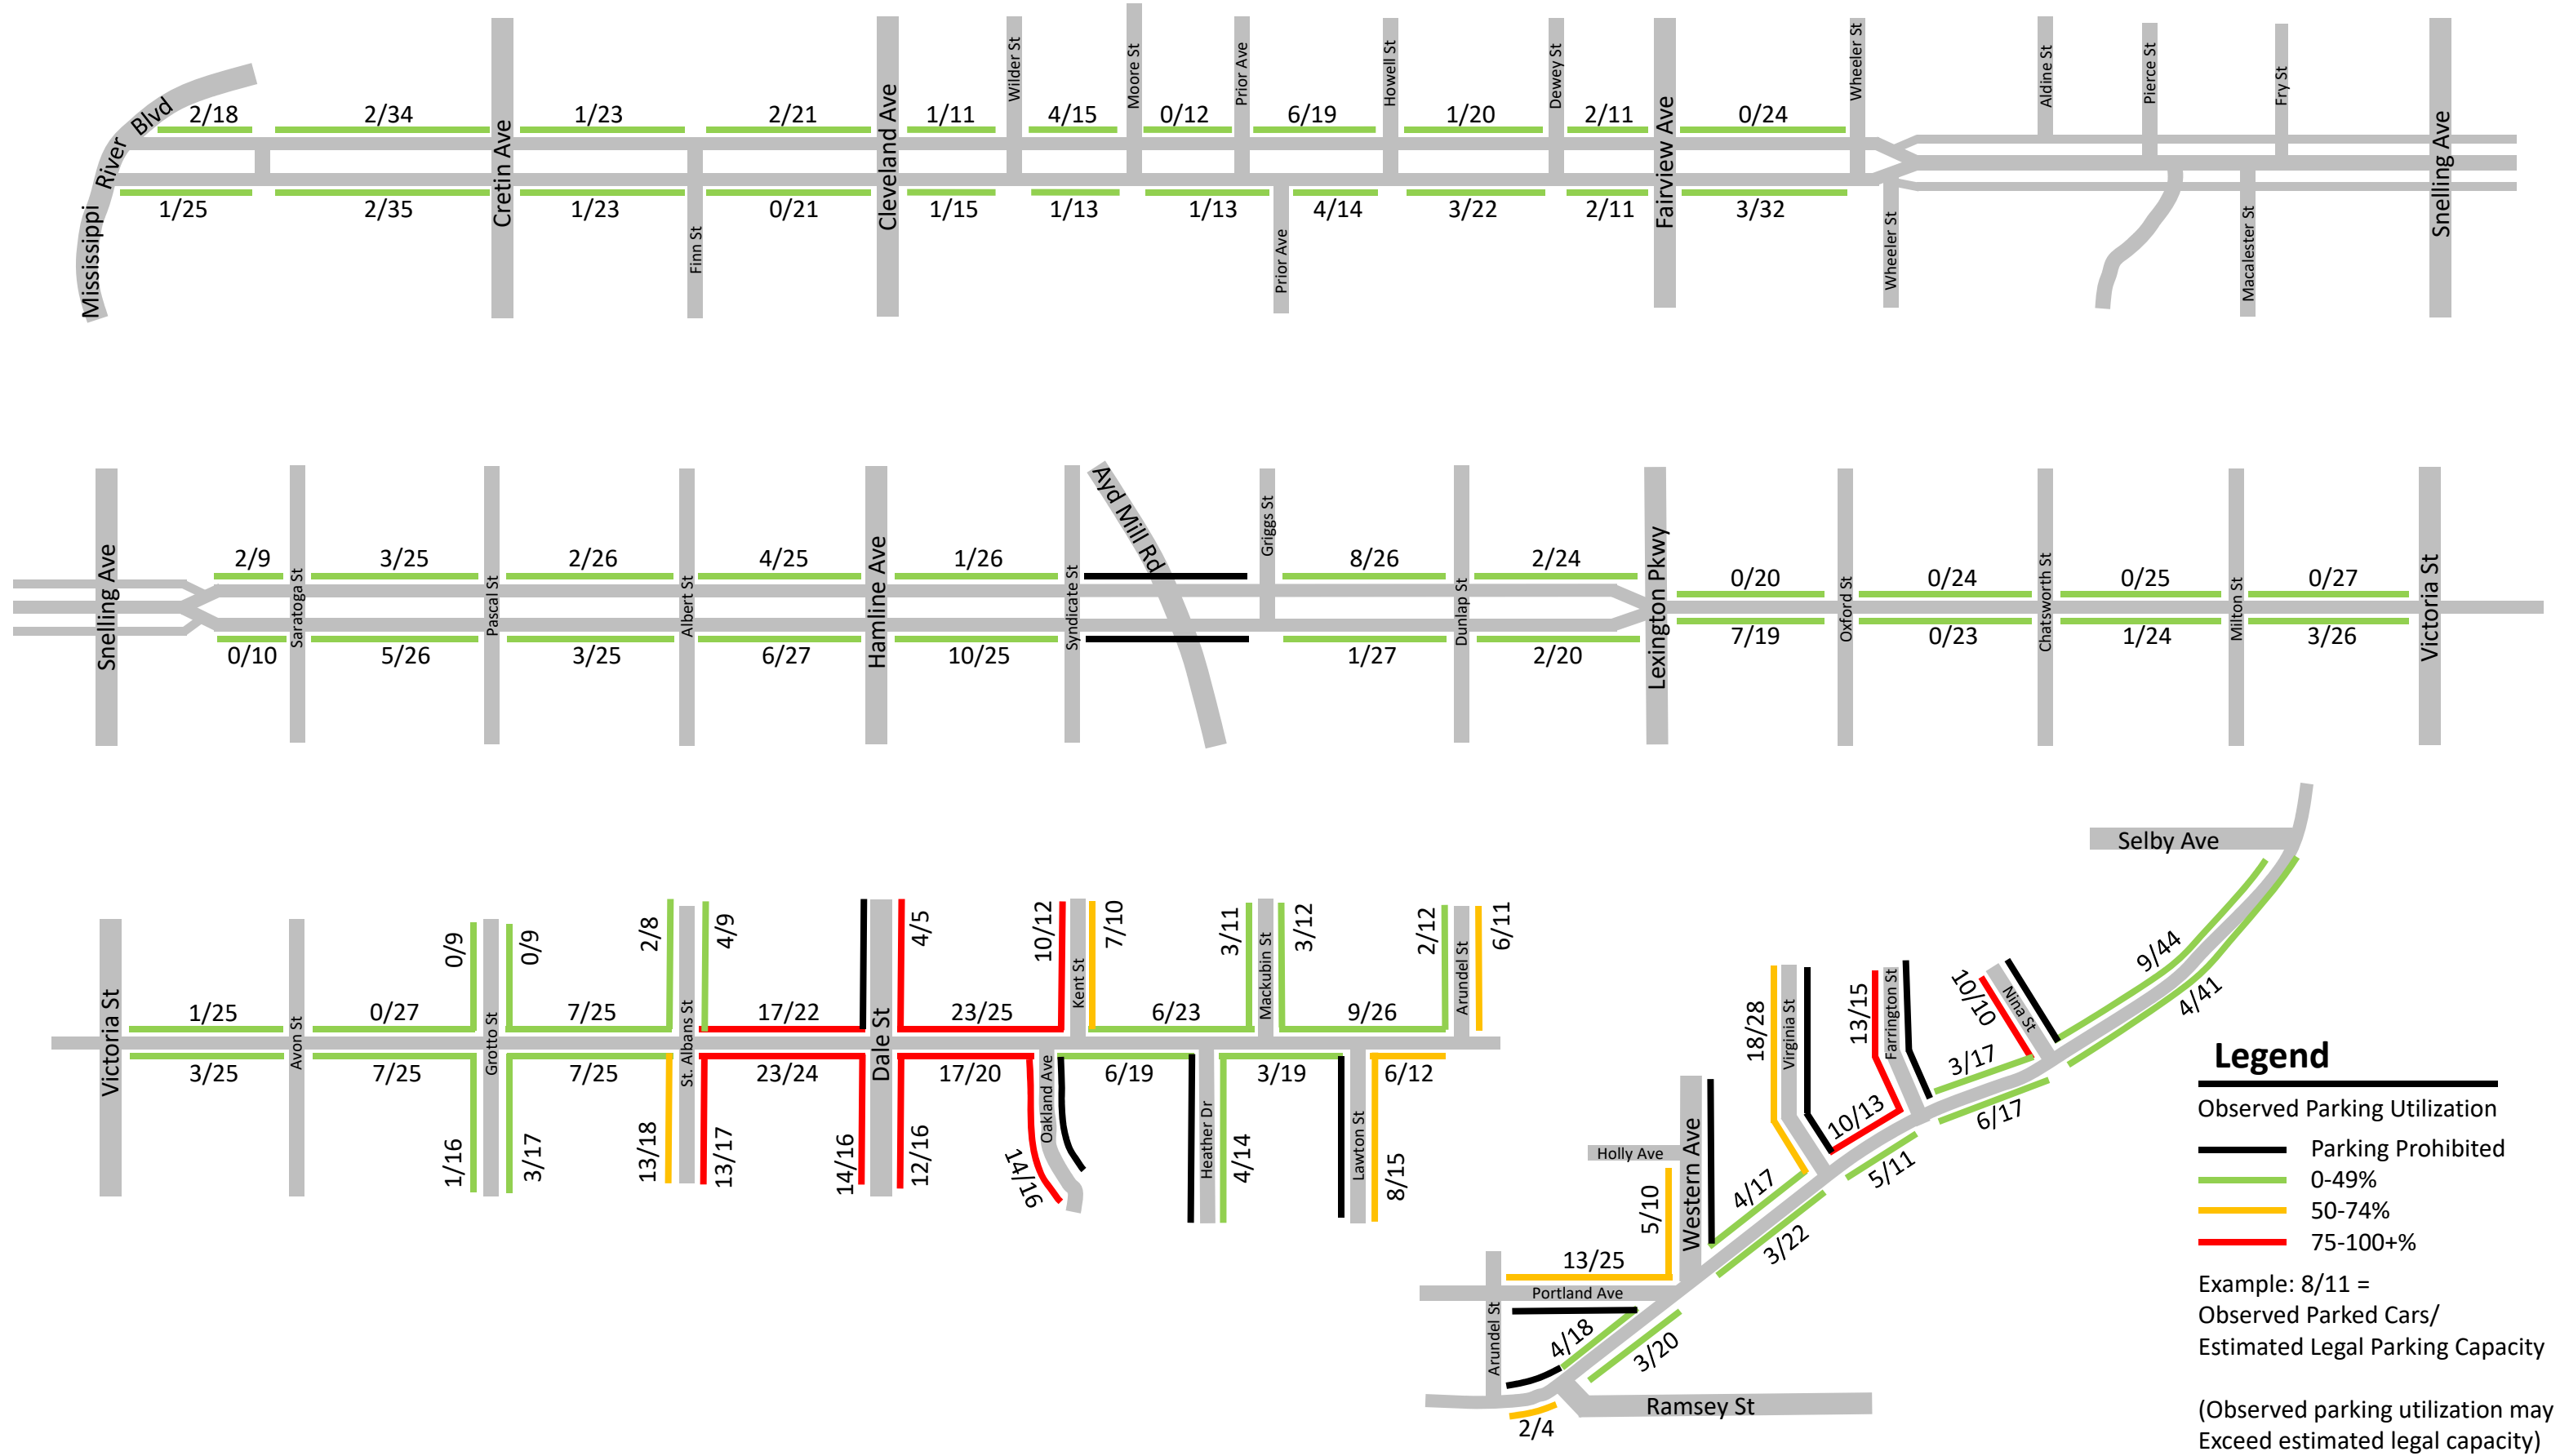 Mississippi River Blvd
2/18
2/34
1/23
2/21
1/11
4/15
0/12
6/19
1/20
2/11
0/24
Cretin Ave
Finn St
Cleveland Ave
Wilder St
Moore St
Prior Ave
Prior Ave
Howell St
Dewey St
Fairview Ave
Wheeler St
Wheeler St
Aldine St
Pierce St
Macalester St
Fry St
Snelling Ave
1/25
2/35
1/23
0/21
1/15
1/13
1/13
4/14
3/22
2/11
3/32
Snelling Ave
Saratoga St
Pascal St
Albert St
Hamline Ave
Syndicate St
Ayd Mill Rd
Griggs St
Dunlap St
Lexington Pkwy
Oxford St
Chatsworth St
Milton St
Victoria St
2/9
3/25
2/26
4/25
1/26
8/26
2/24
0/20
0/24
0/25
0/27
0/10
5/26
3/25
6/27
10/25
1/27
2/20
7/19
0/23
1/24
3/26
Victoria St
Avon St
Grotto St
St. Albans St
Dale St
Oakland Ave
Kent St
Heather Dr
Mackubin St
Lawton St
Arundel St
0/9
0/9
2/8
4/9
4/5
10/12
7/10
3/11
3/12
2/12
6/11
1/25
0/27
7/25
17/22
23/25
6/23
9/26
3/25
7/25
7/25
23/24
17/20
6/19
3/19
6/12
1/16
3/17
13/18
13/17
14/16
12/16
14/16
4/14
8/15
Selby Ave
9/44
4/41
Nina St
10/10
Farrington St
13/15
Virginia St
18/28
3/17
6/17
10/13
5/11
Western Ave
Holly Ave
5/10
4/17
3/22
13/25
Portland Ave
Arundel St
4/18
3/20
Ramsey St
2/4
Legend
Observed Parking Utilization
Parking Prohibited
0-49%
50-74%
75-100+%
Example: 8/11 =
Observed Parked Cars/
Estimated Legal Parking Capacity
(Observed parking utilization may
Exceed estimated legal capacity)